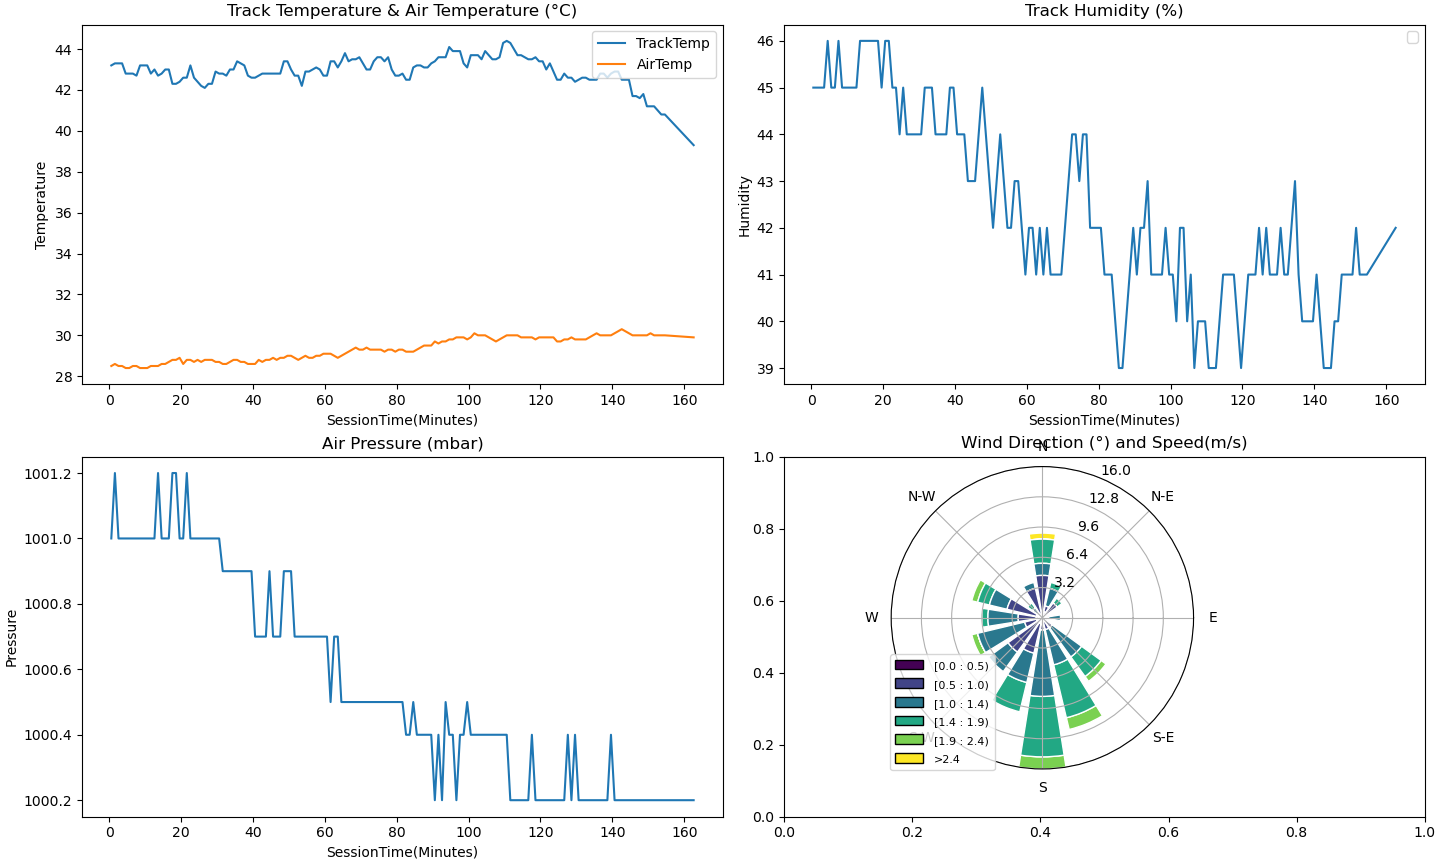 Track Temperature & Air Temperature (°C)
TrackTemp
AirTemp
44
42
40
38
36
34
32
30
28
Temperature
0 20 40 60 80 100 120 140 160
SessionTime(Minutes)
Track Humidity (%)
46
45
44
43
42
41
40
39
Humidity
0 20 40 60 80 100 120 140 160
SessionTime(Minutes)
Air Pressure (mbar)
1001.2
1001.0
1000.8
1000.6
1000.4
1000.2
Pressure
0 20 40 60 80 100 120 140 160
SessionTime(Minutes)
Wind Direction (°) and Speed(m/s)
1.0
0.8
0.6
0.4
0.2
0.0
N
N-W
N-E
16.0
12.8
9.6
6.4
3.2
W
E
S-W
S-E
S
[0.0 : 0.5)
[0.5 : 1.0)
[1.0 : 1.4)
[1.4 : 1.9)
[1.9 : 2.4)
>2.4
0.0 0.2 0.4 0.6 0.8 1.0